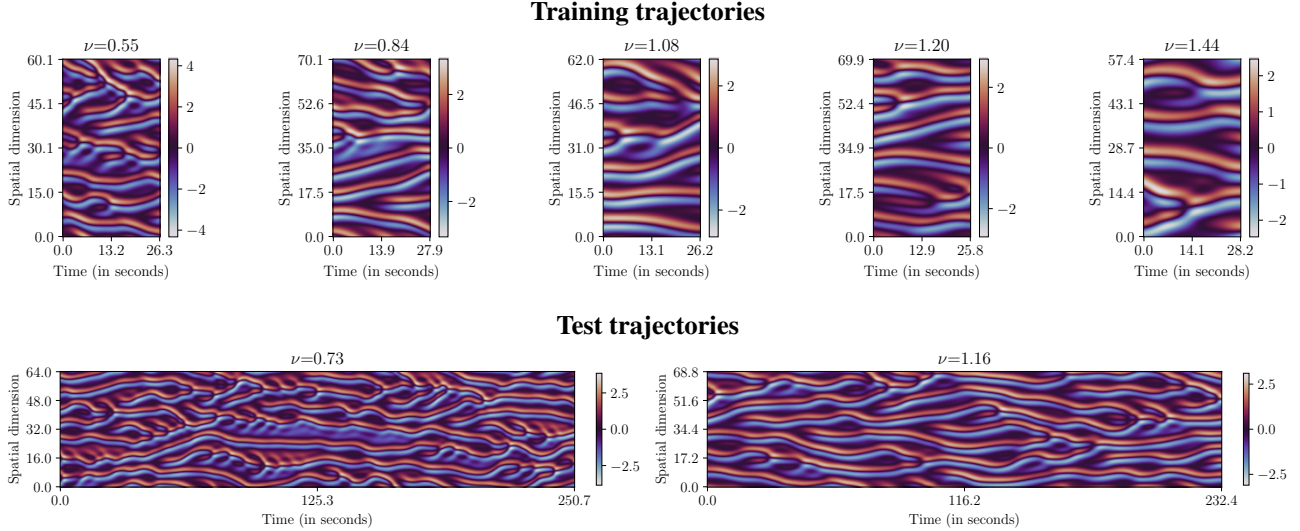 Training trajectories
ν=0.55
ν=0.84
ν=1.08
ν=1.20
ν=1.44
60.1
45.1
30.1
15.0
0.0
Spatial dimension
0.0 13.2 26.3
Time (in seconds)
4
2
0
−2
−4
70.1
52.6
35.0
17.5
0.0
Spatial dimension
0.0 13.9 27.9
Time (in seconds)
2
0
−2
62.0
46.5
31.0
15.5
0.0
Spatial dimension
0.0 13.1 26.2
Time (in seconds)
2
0
−2
69.9
52.4
34.9
17.5
0.0
Spatial dimension
0.0 12.9 25.8
Time (in seconds)
2
0
−2
57.4
43.1
28.7
14.4
0.0
Spatial dimension
0.0 14.1 28.2
Time (in seconds)
2
1
0
−1
−2
Test trajectories
ν=0.73
ν=1.16
64.0
48.0
32.0
16.0
0.0
Spatial dimension
0.0 125.3 250.7
Time (in seconds)
2.5
0.0
−2.5
68.8
51.6
34.4
17.2
0.0
Spatial dimension
0.0 116.2 232.4
Time (in seconds)
2.5
0.0
−2.5